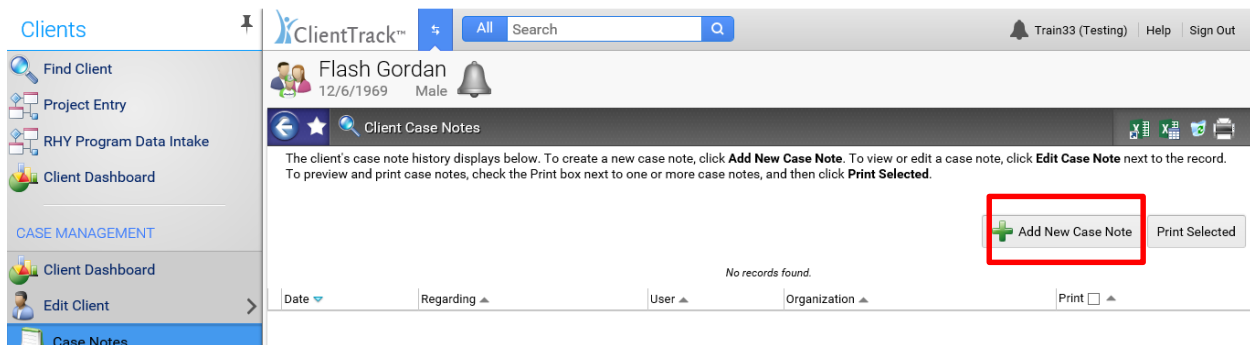 Clients
Find Client
Project Entry
RHY Program Data Intake
Client Dashboard
CASE MANAGEMENT
Client Dashboard
Edit Client
Case Notes
ClientTrack™
All
Search
Train33 (Testing)
Help
Sign Out
Flash Gordan
12/6/1969 Male
Client Case Notes
The client's case note history displays below. To create a new case note, click Add New Case Note. To view or edit a case note, click Edit Case Note next to the record.
To preview and print case notes, check the Print box next to one or more case notes, and then click Print Selected.
Add New Case Note
Print Selected
No records found.
Date Regarding User Organization Print